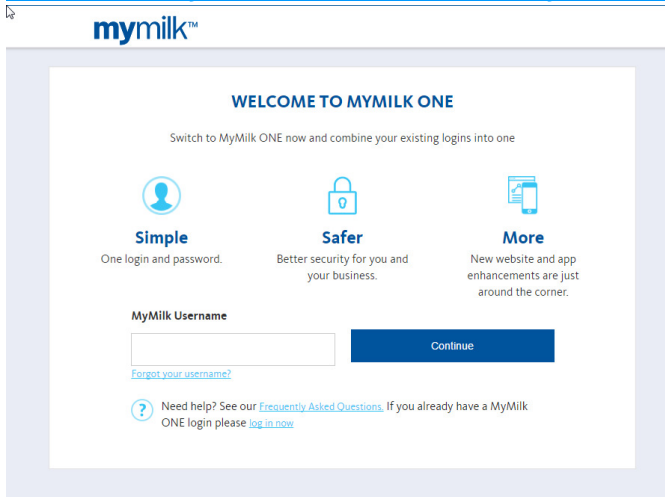 mymilk™
WELCOME TO MYMILK ONE
Switch to MyMilk ONE now and combine your existing logins into one
Simple
One login and password.
Safer
Better security for you and
your business.
More
New website and app
enhancements are just
around the corner.
MyMilk Username
Continue
Forgot your username?
Need help? See our Frequently Asked Questions. If you already have a MyMilk
ONE login please log in now